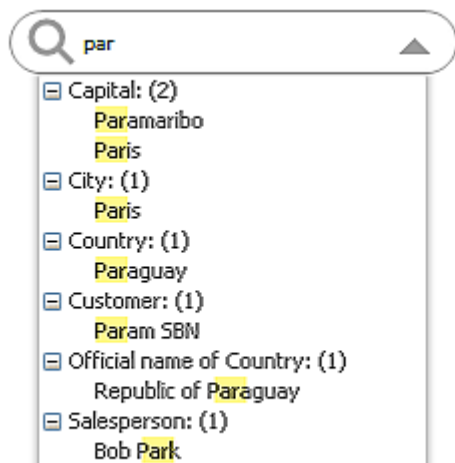 par
Capital: (2)
Paramaribo
Paris
City: (1)
Paris
Country: (1)
Paraguay
Customer: (1)
Param SBN
Official name of Country: (1)
Republic of Paraguay
Salesperson: (1)
Bob Park